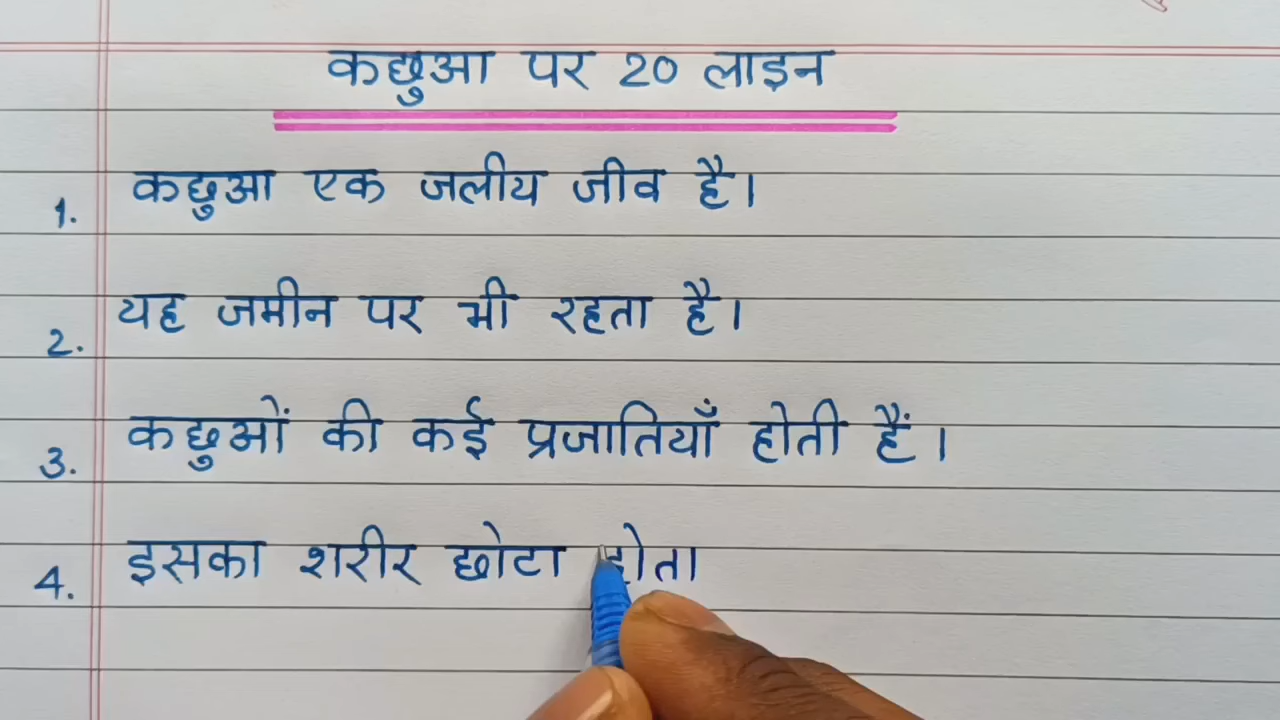 कछुआ पर 20 लाइन
1. कछुआ एक जलीय जीव है।
2. यह जमीन पर भी रहता है।
3. कछुओं की कई प्रजातियाँ होती हैं।
4. इसका शरीर छोटा होता